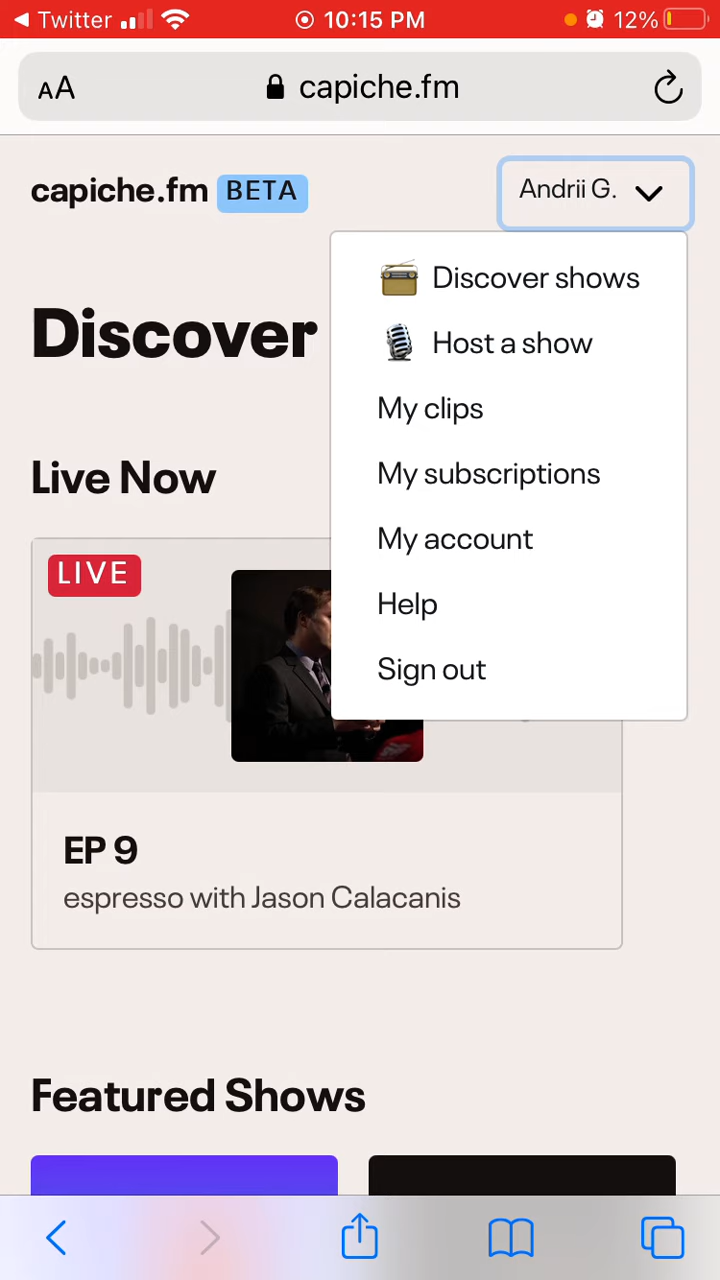 Twitter 10:15 PM 12%
AA capiche.fm
capiche.fm BETA Andrii G.
Discover shows
Host a show
My clips
My subscriptions
My account
Help
Sign out
Discover
Live Now
LIVE
EP 9
espresso with Jason Calacanis
Featured Shows